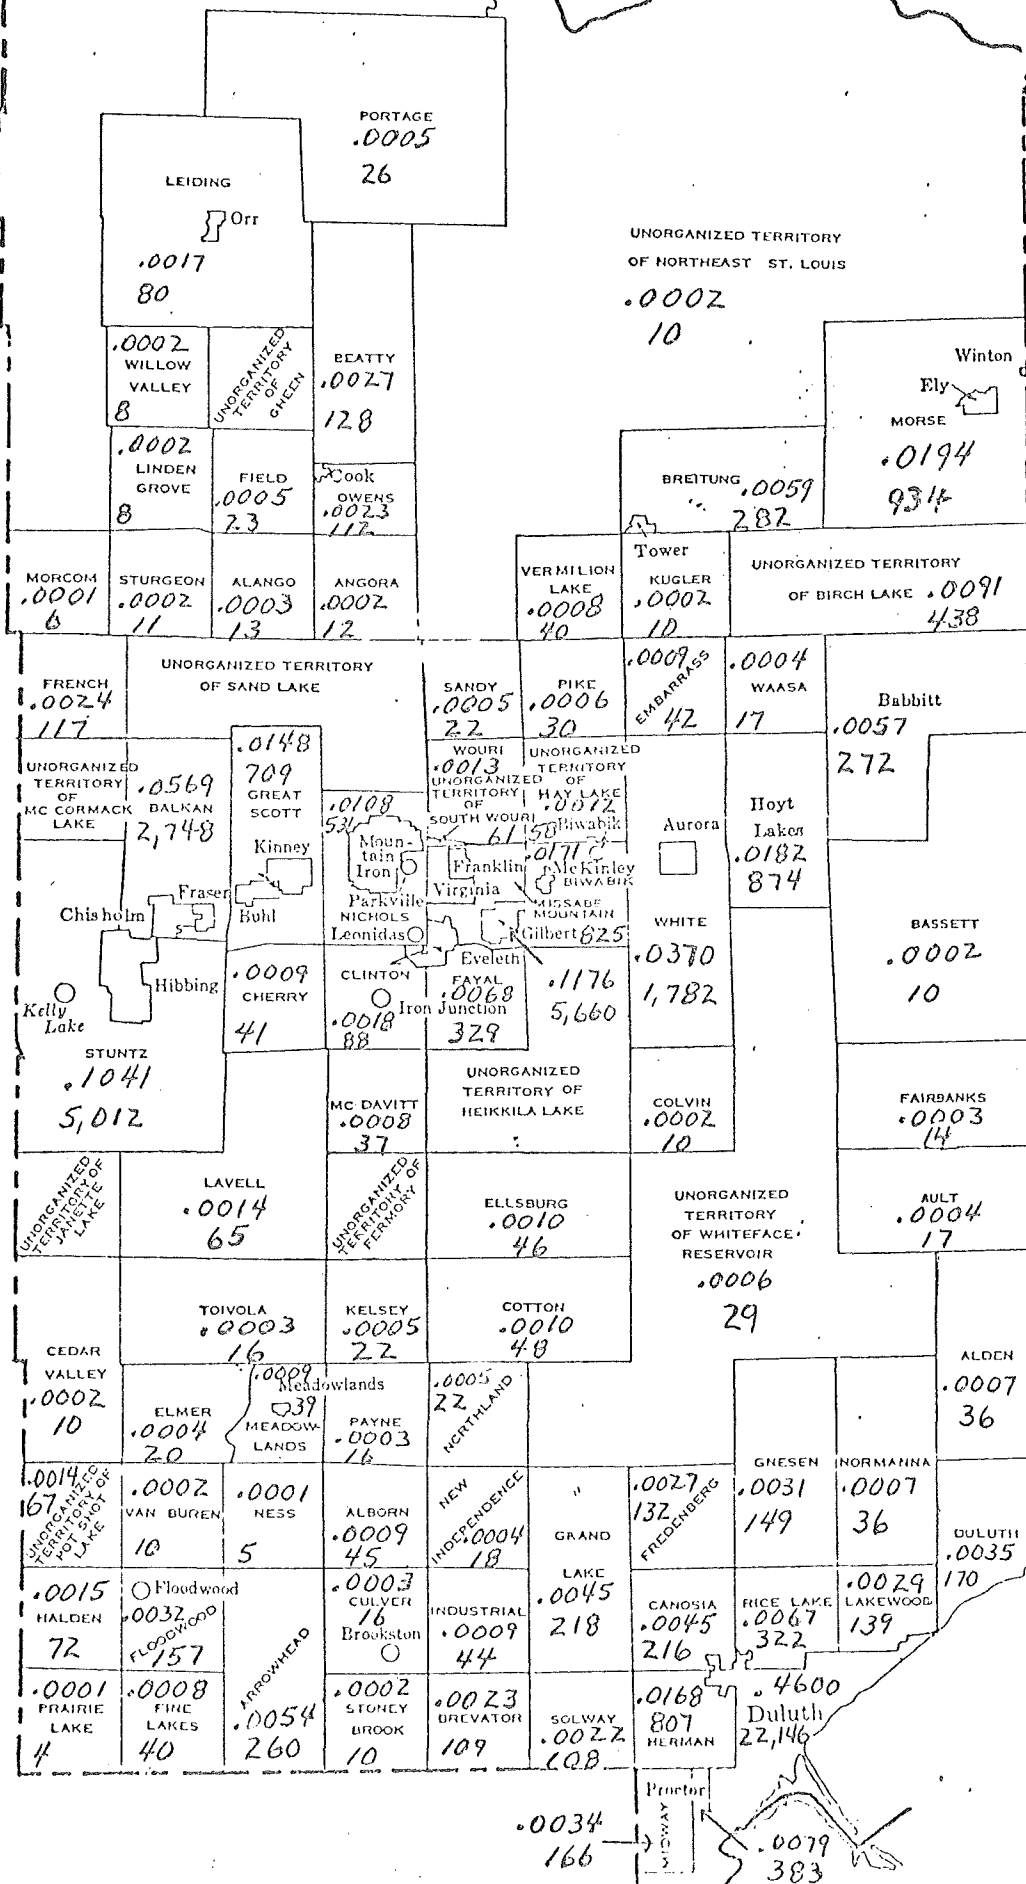 PORTAGE
.0005
26
LEIDING
Orr
.0017
80
UNORGANIZED TERRITORY
OF NORTHEAST ST. LOUIS
.0002
10
.0002
WILLOW
VALLEY
8
UNORGANIZED
TERRITORY
OF
GHEEN
BEATTY
.0027
128
Winton
Ely
MORSE
.0194
934
.0002
LINDEN
GROVE
8
FIELD
.0005
23
Cook
OWENS
.0023
112
BREITUNG .0059
282
Tower
MORCOM
.0001
6
STURGEON
.0002
11
ALANGO
.0003
13
ANGORA
.0002
12
VERMILION
LAKE
.0008
40
KUGLER
.0002
10
UNORGANIZED TERRITORY
OF BIRCH LAKE .0091
438
FRENCH
.0024
117
UNORGANIZED TERRITORY
OF SAND LAKE
SANDY
.0005
22
PIKE
.0006
30
.0009
EMBARRASS
42
.0004
WAASA
17
Babbitt
.0057
272
UNORGANIZED
TERRITORY
OF
MC CORMACK
LAKE
.0569
BALKAN
2,748
.0148
709
GREAT
SCOTT
Kinney
Buhl
.0108
534
Moun-
tain
Iron
Parkville
NICHOLS
Leonidas
WOURI
.0013
UNORGANIZED
TERRITORY
OF
SOUTH WOURI
61
UNORGANIZED
TERRITORY
OF
HAY LAKE
.0012
58
Biwabik
.0171
McKinley
BIWABIK
Franklin
Virginia
MISSABE
MOUNTAIN
Gilbert 825
Eveleth
Aurora
WHITE
.0370
1,782
Hoyt
Lakes
.0182
874
BASSETT
.0002
10
Fraser
Chisholm
Hibbing
Kelly
Lake
STUNTZ
.1041
5,012
.0009
CHERRY
41
CLINTON
.0018
88
Iron Junction
FAYAL
.0068
329
.1176
5,660
MC DAVITT
.0008
37
UNORGANIZED
TERRITORY OF
HEIKKILA LAKE
COLVIN
.0002
10
FAIRBANKS
.0003
14
UNORGANIZED
TERRITORY OF
JANETTE
LAKE
LAVELL
.0014
65
UNORGANIZED
TERRITORY OF
FERMORY
ELLSBURG
.0010
46
UNORGANIZED
TERRITORY
OF WHITEFACE
RESERVOIR
.0006
29
AULT
.0004
17
CEDAR
VALLEY
.0002
10
TOIVOLA
.0003
16
KELSEY
.0005
22
COTTON
.0010
48
ALDEN
.0007
36
ELMER
.0004
20
.0009
Meadowlands
39
MEADOW-
LANDS
PAYNE
.0003
16
.0005
22
NORTHLAND
.0014
67
UNORGANIZED
TERRITORY OF
POT SHOT
LAKE
.0002
VAN BUREN
10
.0001
NESS
5
ALBORN
.0009
45
NEW
INDEPENDENCE
.0004
18
GRAND
LAKE
.0045
218
.0027
132
FREDENBERG
GNESEN
.0031
149
NORMANNA
.0007
36
DULUTH
.0035
170
.0015
HALDEN
72
Floodwood
.0032
FLOODWOOD
157
ARROWHEAD
.0054
260
.0003
CULVER
16
Brookston
INDUSTRIAL
.0009
44
CANOSIA
.0045
216
RICE LAKE
.0067
322
.0029
LAKEWOOD
139
.0001
PRAIRIE
LAKE
4
.0008
FINE
LAKES
40
.0002
STONEY
BROOK
10
.0023
BREVATOR
109
SOLWAY
.0022
108
.0168
807
HERMAN
.4600
Duluth
22,146
Proctor
MIDWAY
.0034
166
.0079
383